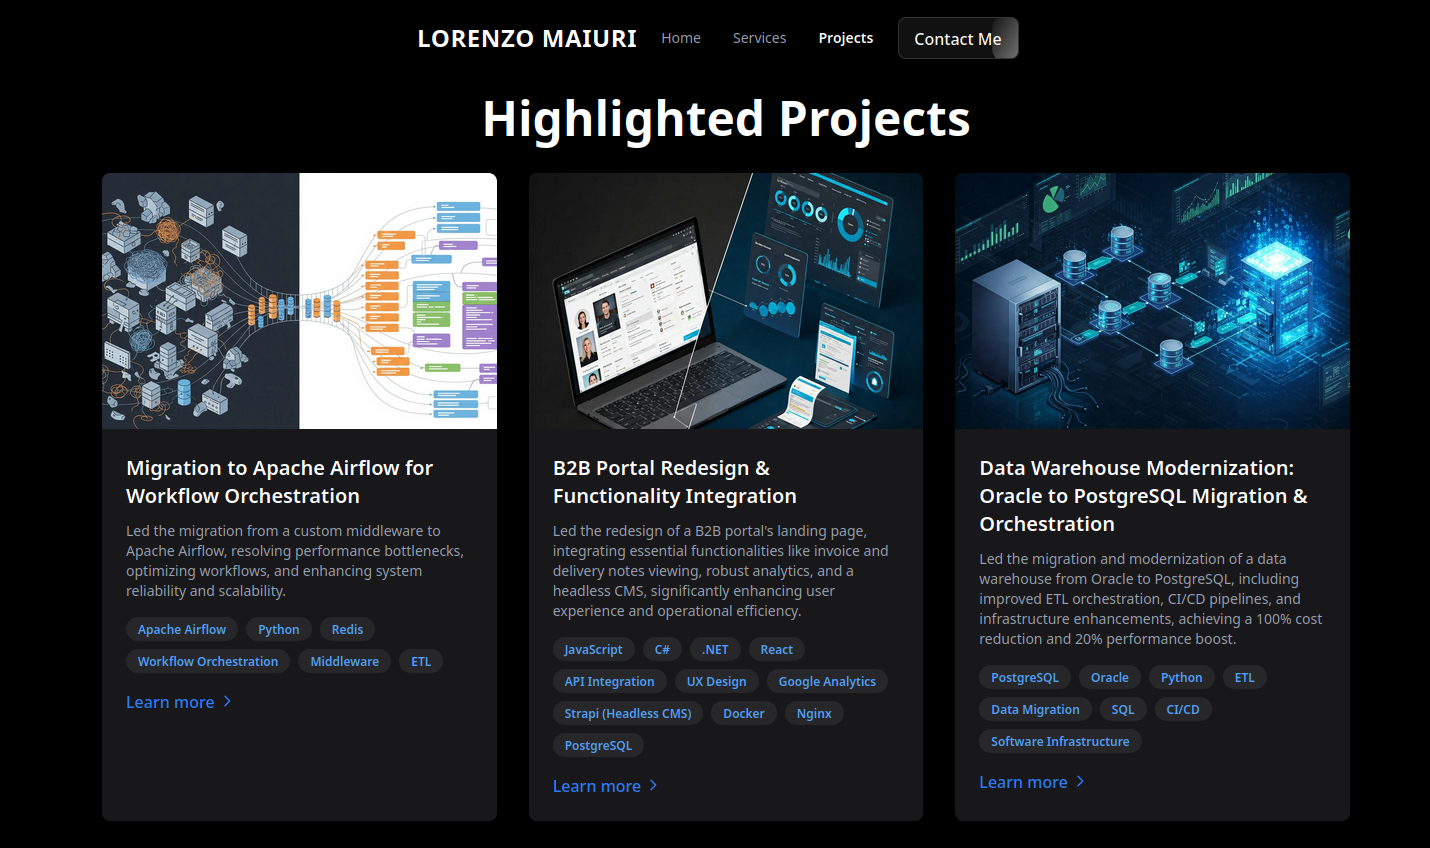 LORENZO MAIURI
Home
Services
Projects
Contact Me
Highlighted Projects
Migration to Apache Airflow for
Workflow Orchestration
Led the migration from a custom middleware to
Apache Airflow, resolving performance bottlenecks,
optimizing workflows, and enhancing system
reliability and scalability.
Apache Airflow
Python
Redis
Workflow Orchestration
Middleware
ETL
Learn more
B2B Portal Redesign &
Functionality Integration
Led the redesign of a B2B portal's landing page,
integrating essential functionalities like invoice and
delivery notes viewing, robust analytics, and a
headless CMS, significantly enhancing user
experience and operational efficiency.
JavaScript
C#
.NET
React
API Integration
UX Design
Google Analytics
Strapi (Headless CMS)
Docker
Nginx
PostgreSQL
Learn more
Data Warehouse Modernization:
Oracle to PostgreSQL Migration &
Orchestration
Led the migration and modernization of a data
warehouse from Oracle to PostgreSQL, including
improved ETL orchestration, CI/CD pipelines, and
infrastructure enhancements, achieving a 100% cost
reduction and 20% performance boost.
PostgreSQL
Oracle
Python
ETL
Data Migration
SQL
CI/CD
Software Infrastructure
Learn more